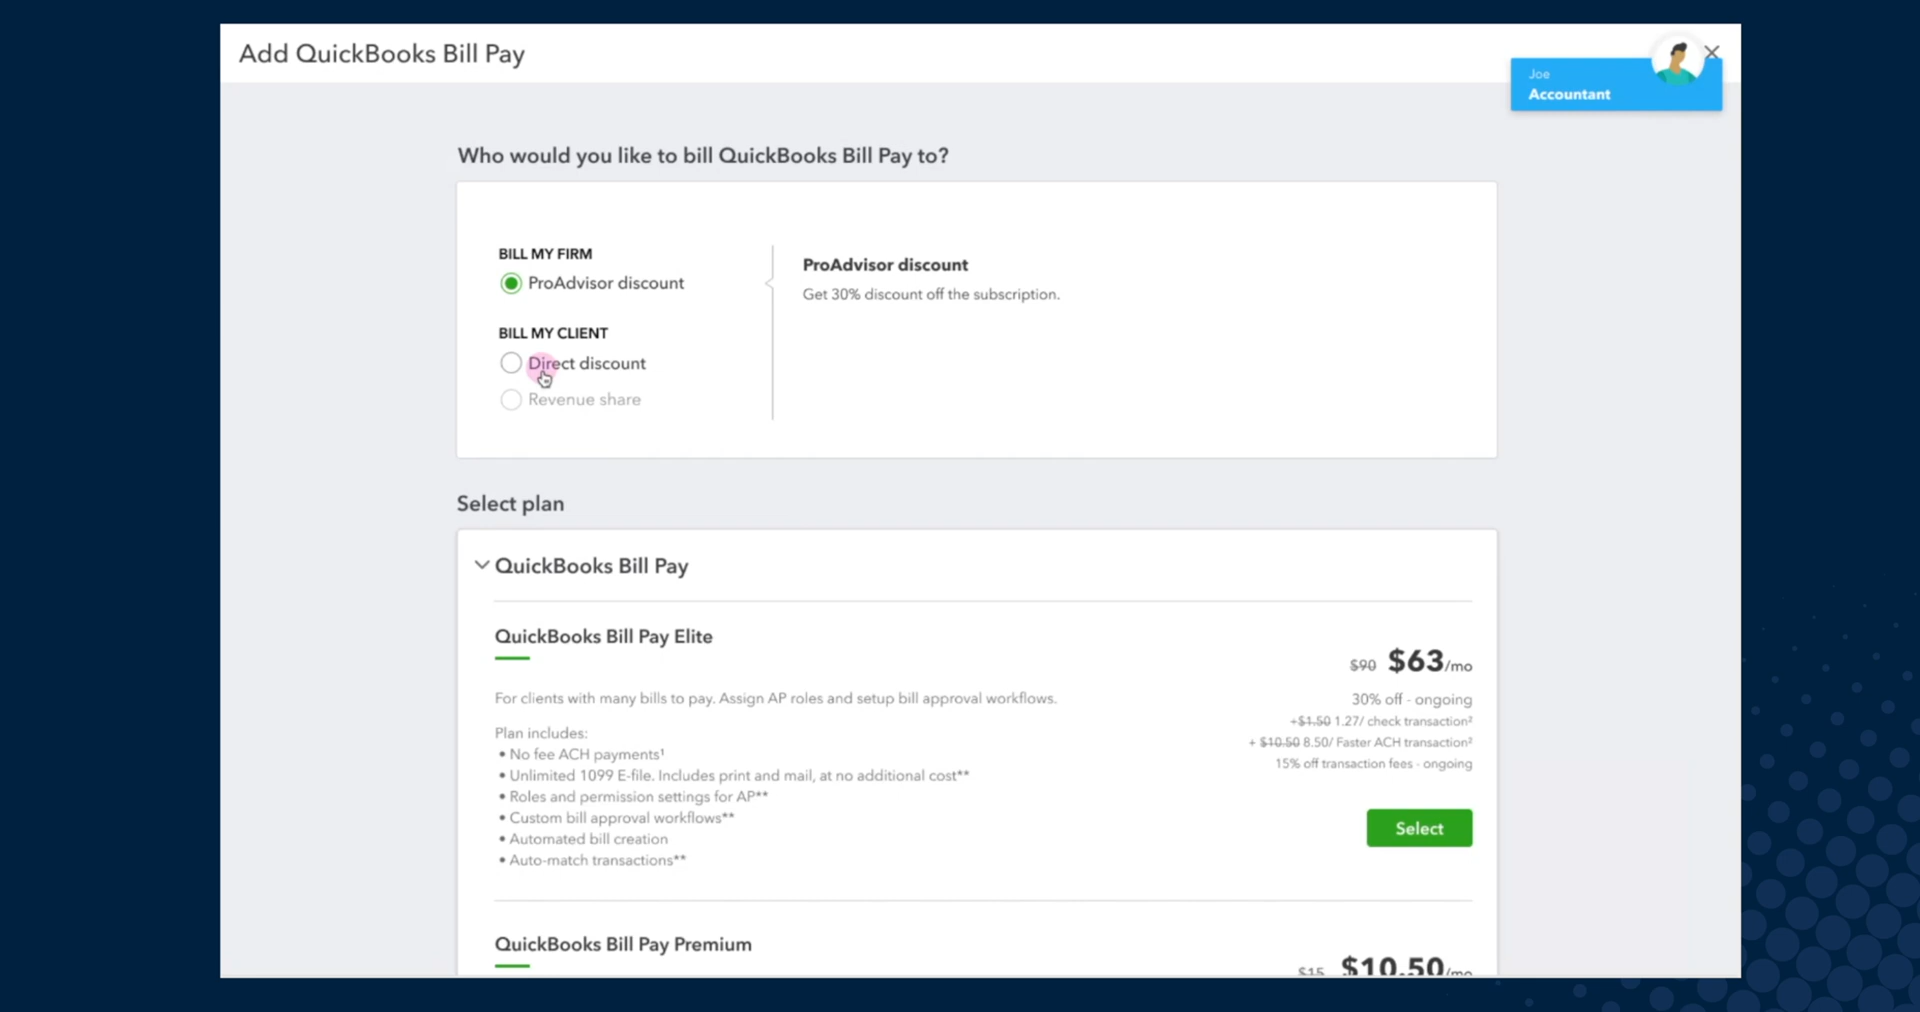 Add QuickBooks Bill Pay
Joe
Accountant
Who would you like to bill QuickBooks Bill Pay to?
BILL MY FIRM
ProAdvisor discount
BILL MY CLIENT
Direct discount
Revenue share
ProAdvisor discount
Get 30% discount off the subscription.
Select plan
QuickBooks Bill Pay
QuickBooks Bill Pay Elite
For clients with many bills to pay. Assign AP roles and setup bill approval workflows.
Plan includes:
• No fee ACH payments¹
• Unlimited 1099 E-file. Includes print and mail, at no additional cost**
• Roles and permission settings for AP**
• Custom bill approval workflows**
• Automated bill creation
• Auto-match transactions**
$90 $63/mo
30% off - ongoing
+$1.50 1.27/ check transaction²
+ $10.50 8.50/ Faster ACH transaction²
15% off transaction fees - ongoing
Select
QuickBooks Bill Pay Premium
$15 $10.50/mo